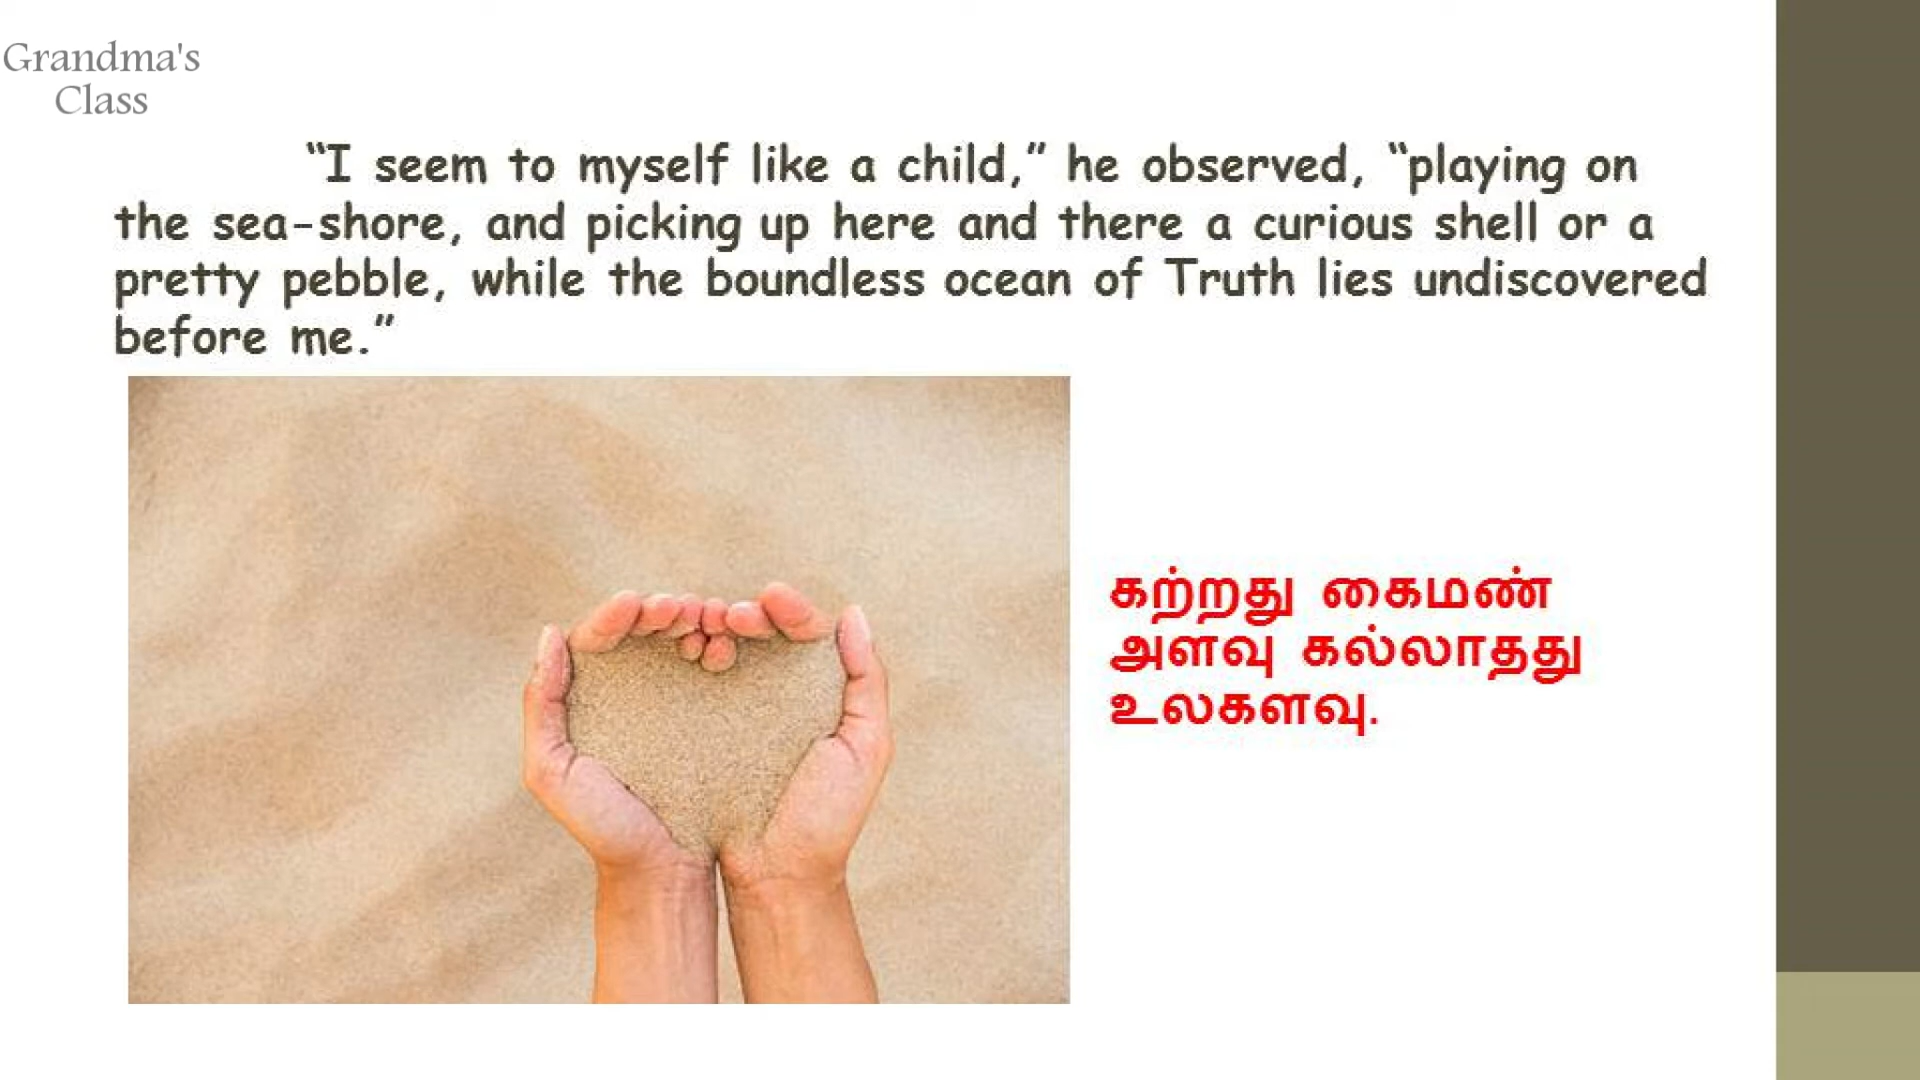 Grandma's
Class
“I seem to myself like a child,” he observed, “playing on
the sea-shore, and picking up here and there a curious shell or a
pretty pebble, while the boundless ocean of Truth lies undiscovered
before me.”
கற்றது கைமண்
அளவு கல்லாதது
உலகளவு.